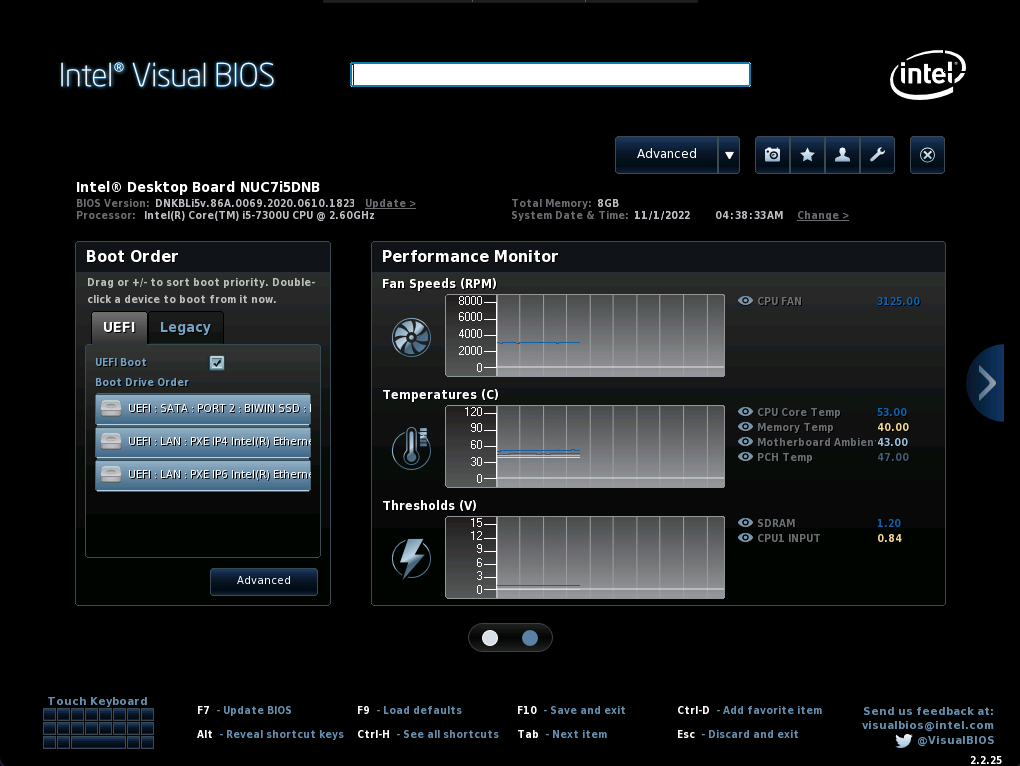 Intel® Visual BIOS
intel
Advanced
Intel® Desktop Board NUC7i5DNB
BIOS Version: DNKBLi5v.86A.0069.2020.0610.1823 Update >
Processor: Intel(R) Core(TM) i5-7300U CPU @ 2.60GHz
Total Memory: 8GB
System Date & Time: 11/1/2022 04:38:33AM Change >
Boot Order
Drag or +/- to sort boot priority. Double-
click a device to boot from it now.
UEFI Legacy
UEFI Boot
Boot Drive Order
UEFI : SATA : PORT 2 : BIWIN SSD :
UEFI : LAN : PXE IP4 Intel(R) Etherne
UEFI : LAN : PXE IP6 Intel(R) Etherne
Advanced
Performance Monitor
Fan Speeds (RPM)
8000
6000
4000
2000
0
CPU FAN 3125.00
Temperatures (C)
120
90
60
30
0
CPU Core Temp 53.00
Memory Temp 40.00
Motherboard Ambien 43.00
PCH Temp 47.00
Thresholds (V)
15
12
9
6
3
0
SDRAM 1.20
CPU1 INPUT 0.84
Touch Keyboard
F7 - Update BIOS F9 - Load defaults F10 - Save and exit Ctrl-D - Add favorite item
Alt - Reveal shortcut keys Ctrl-H - See all shortcuts Tab - Next item Esc - Discard and exit
Send us feedback at:
visualbios@intel.com
@VisualBIOS
2.2.25